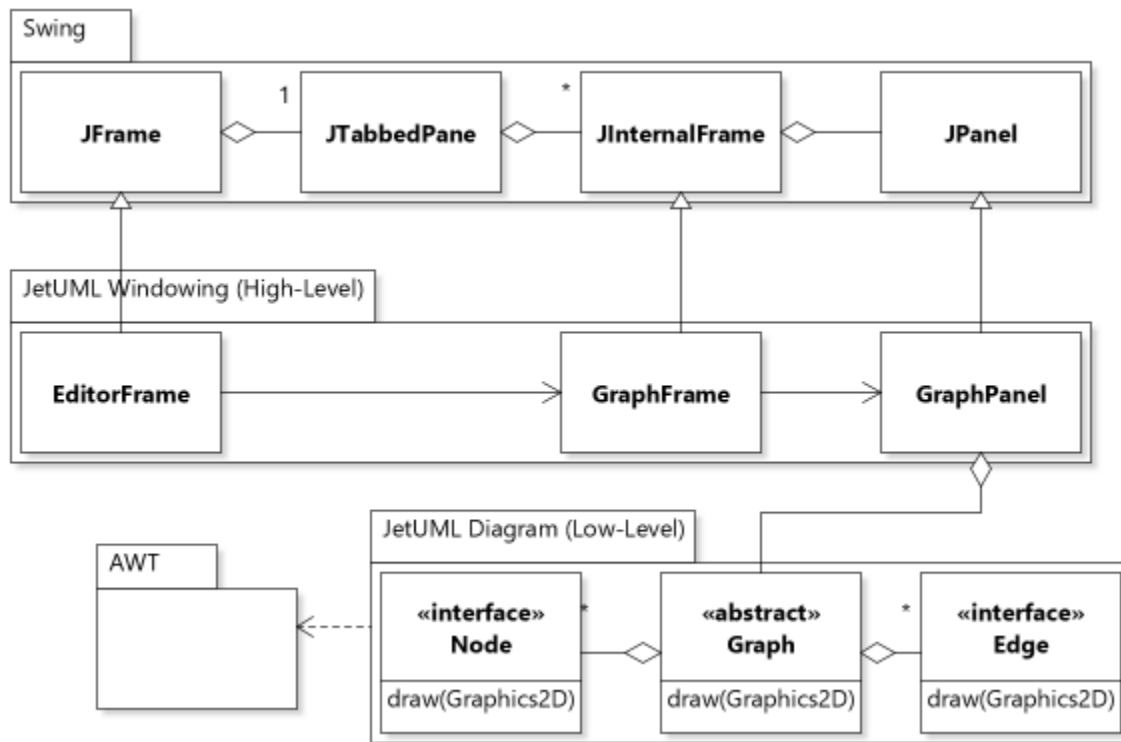 Swing
1
*
JFrame
JTabbedPane
JInternalFrame
JPanel
JetUML Windowing (High-Level)
EditorFrame
GraphFrame
GraphPanel
JetUML Diagram (Low-Level)
AWT
«interface»
Node
*
«abstract»
Graph
*
«interface»
Edge
draw(Graphics2D)
draw(Graphics2D)
draw(Graphics2D)